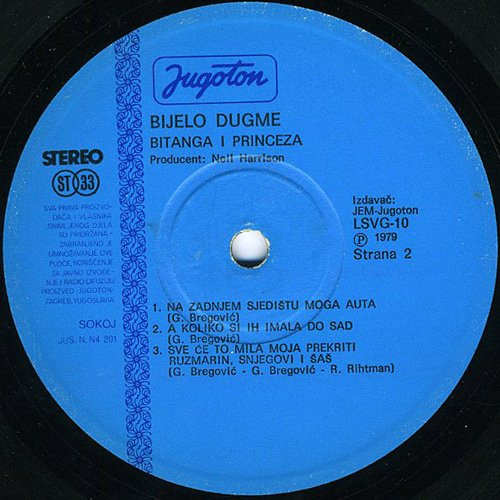 Jugoton
BIJELO DUGME
BITANGA I PRINCEZA
Producent: Neil Harrison
STEREO
ST 33
SVA PRAVA PROIZVO-
ĐAČA I VLASNIKA
SNIMLJENOG DJELA
SU PRIDRŽANA -
ZABRANJENO JE
UMNOŽAVANJE OVE
PLOČE, KORIŠĆENJE
ZA JAVNO IZVOĐE-
NJE I RADIO DIFUZIJU
PROIZVOD »JUGOTON«
ZAGREB, YUGOSLAVIA
SOKOJ
JUS. N. N4 201
Izdavač:
JEM-Jugoton
LSVG-10
Ⓟ 1979
Strana 2
1. NA ZADNJEM SJEDIŠTU MOGA AUTA
(G. Bregović)
2. A KOLIKO SI IH IMALA DO SAD
(G. Bregović)
3. SVE ĆE TO MILA MOJA PREKRITI
RUZMARIN, SNJEGOVI I ŠAŠ
(G. Bregović - G. Bregović - R. Rihtman)